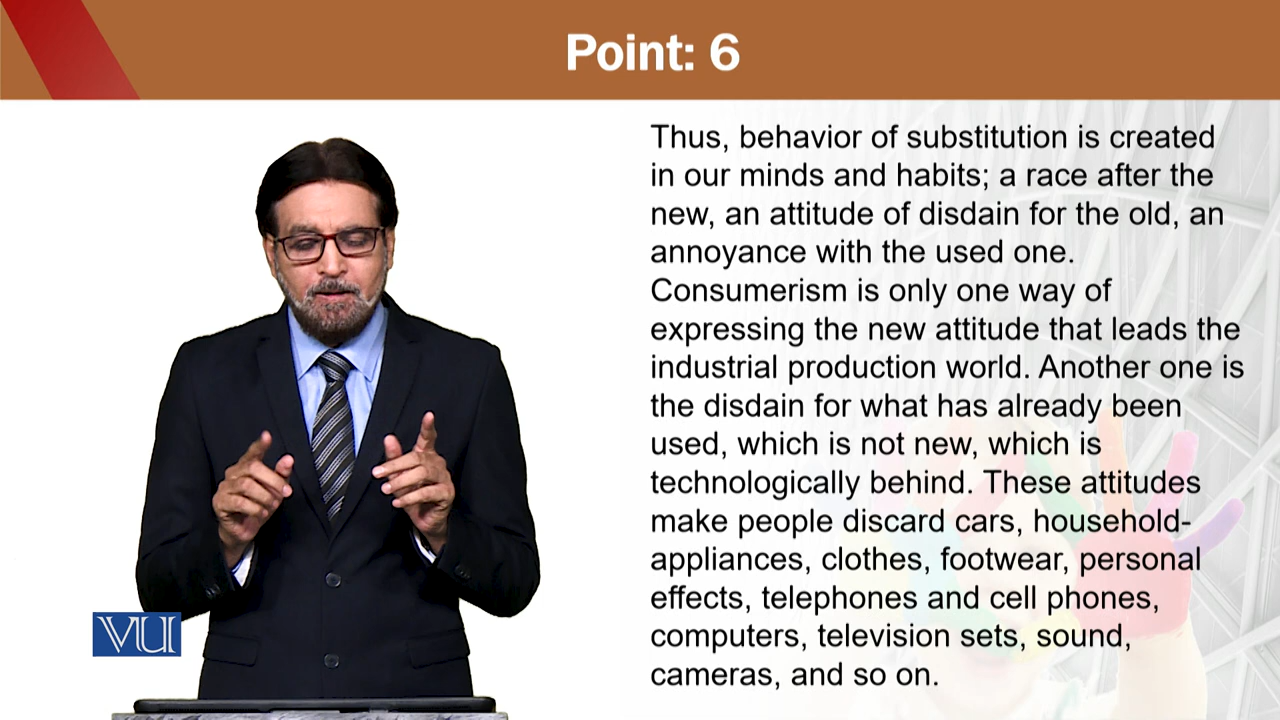 Point: 6
Thus, behavior of substitution is created
in our minds and habits; a race after the
new, an attitude of disdain for the old, an
annoyance with the used one.
Consumerism is only one way of
expressing the new attitude that leads the
industrial production world. Another one is
the disdain for what has already been
used, which is not new, which is
technologically behind. These attitudes
make people discard cars, household-
appliances, clothes, footwear, personal
effects, telephones and cell phones,
computers, television sets, sound,
cameras, and so on.
VU